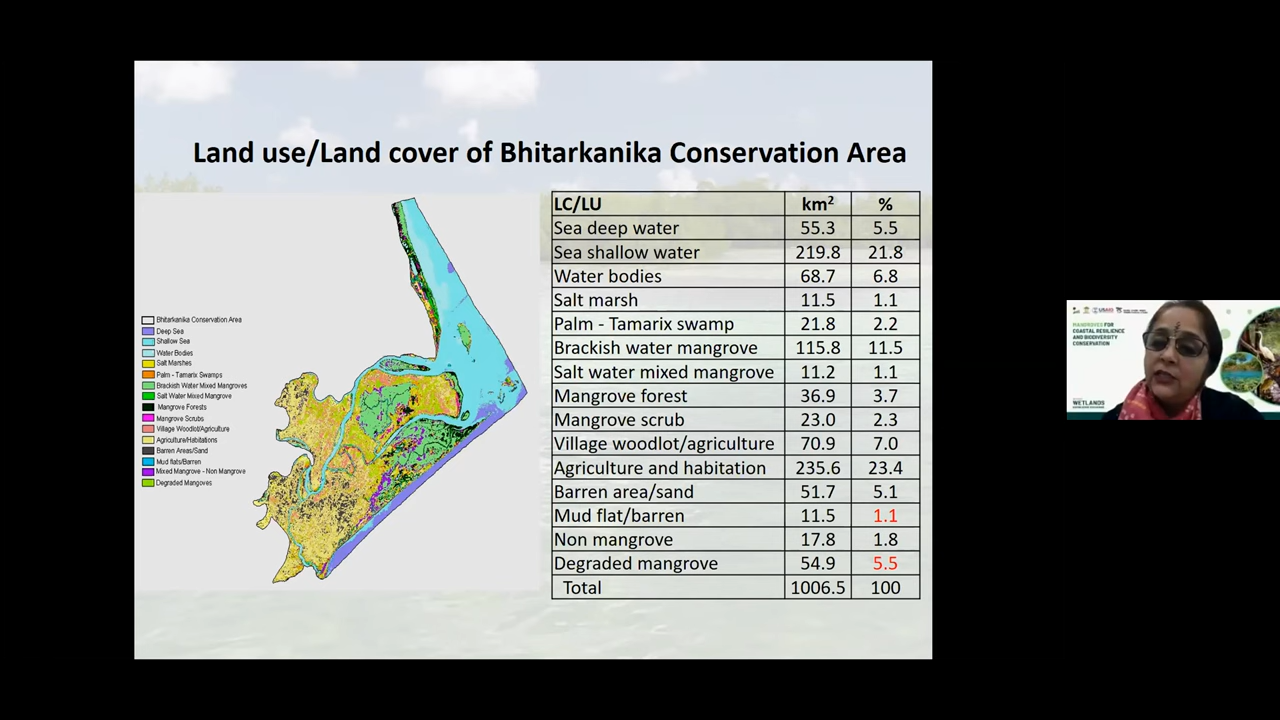 Land use/Land cover of Bhitarkanika Conservation Area
Bhitarkanika Conservation Area
Deep Sea
Shallow Sea
Water Bodies
Salt Marshes
Palm - Tamarix Swamps
Brackish Water Mixed Mangroves
Salt Water Mixed Mangrove
Mangrove Forests
Mangrove Scrubs
Village Woodlot/Agriculture
Agriculture/Habitations
Barren Areas/Sand
Mud flats/Barren
Mixed Mangrove - Non Mangrove
Degraded Mangoves
LC/LU km² %
Sea deep water 55.3 5.5
Sea shallow water 219.8 21.8
Water bodies 68.7 6.8
Salt marsh 11.5 1.1
Palm - Tamarix swamp 21.8 2.2
Brackish water mangrove 115.8 11.5
Salt water mixed mangrove 11.2 1.1
Mangrove forest 36.9 3.7
Mangrove scrub 23.0 2.3
Village woodlot/agriculture 70.9 7.0
Agriculture and habitation 235.6 23.4
Barren area/sand 51.7 5.1
Mud flat/barren 11.5 1.1
Non mangrove 17.8 1.8
Degraded mangrove 54.9 5.5
Total 1006.5 100
USAID
MANGROVES FOR
COASTAL RESILIENCE
AND BIODIVERSITY
CONSERVATION
WETLANDS